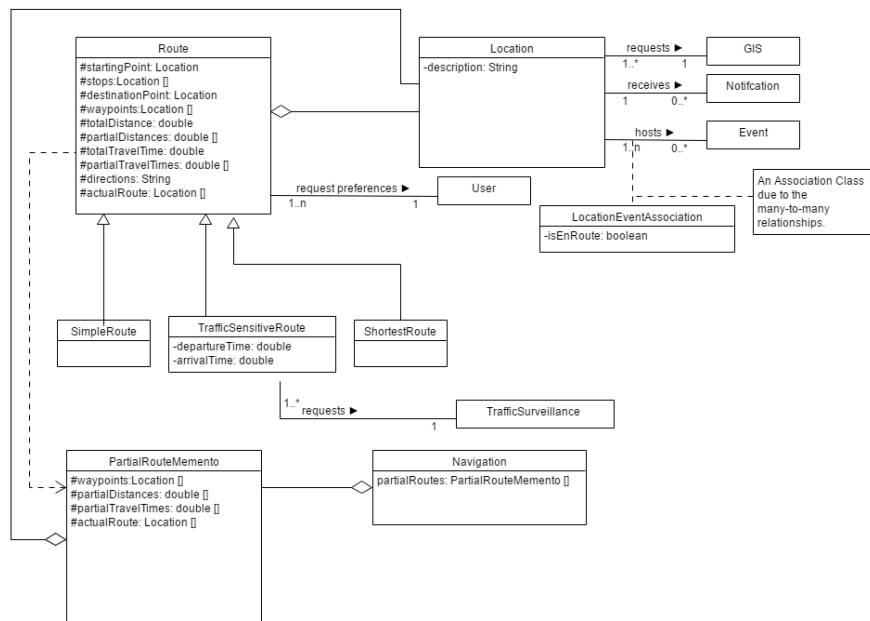 Route
#startingPoint: Location
#stops:Location []
#destinationPoint: Location
#waypoints:Location []
#totalDistance: double
#partialDistances: double []
#totalTravelTime: double
#partialTravelTimes: double []
#directions: String
#actualRoute: Location []
Location
-description: String
requests ►
1..*
1
GIS
receives ►
1
0..*
Notifcation
hosts ►
1..n
0..*
Event
An Association Class
due to the
many-to-many
relationships.
LocationEventAssociation
-isEnRoute: boolean
request preferences ►
1..n
1
User
SimpleRoute
TrafficSensitiveRoute
-departureTime: double
-arrivalTime: double
ShortestRoute
1..*
requests ►
1
TrafficSurveillance
PartialRouteMemento
#waypoints:Location []
#partialDistances: double []
#partialTravelTimes: double []
#actualRoute: Location []
Navigation
partialRoutes: PartialRouteMemento []